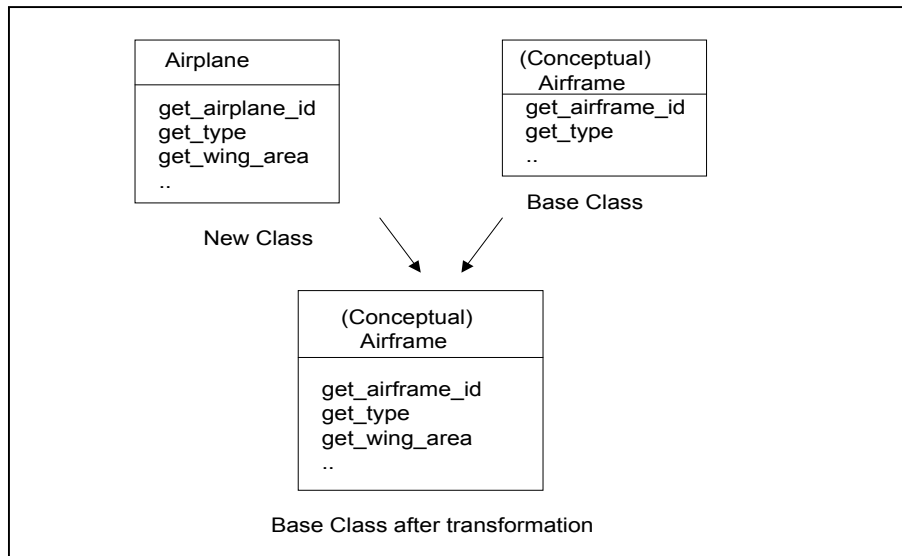 Airplane
get_airplane_id
get_type
get_wing_area
..
New Class
(Conceptual)
Airframe
get_airframe_id
get_type
..
Base Class
(Conceptual)
Airframe
get_airframe_id
get_type
get_wing_area
..
Base Class after transformation